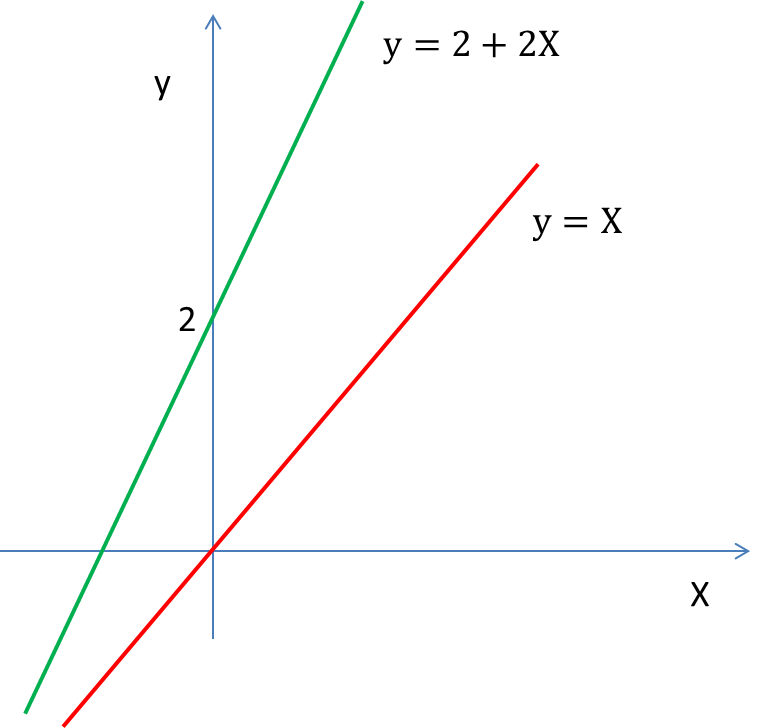 y = 2 + 2X
y
y = X
2
X